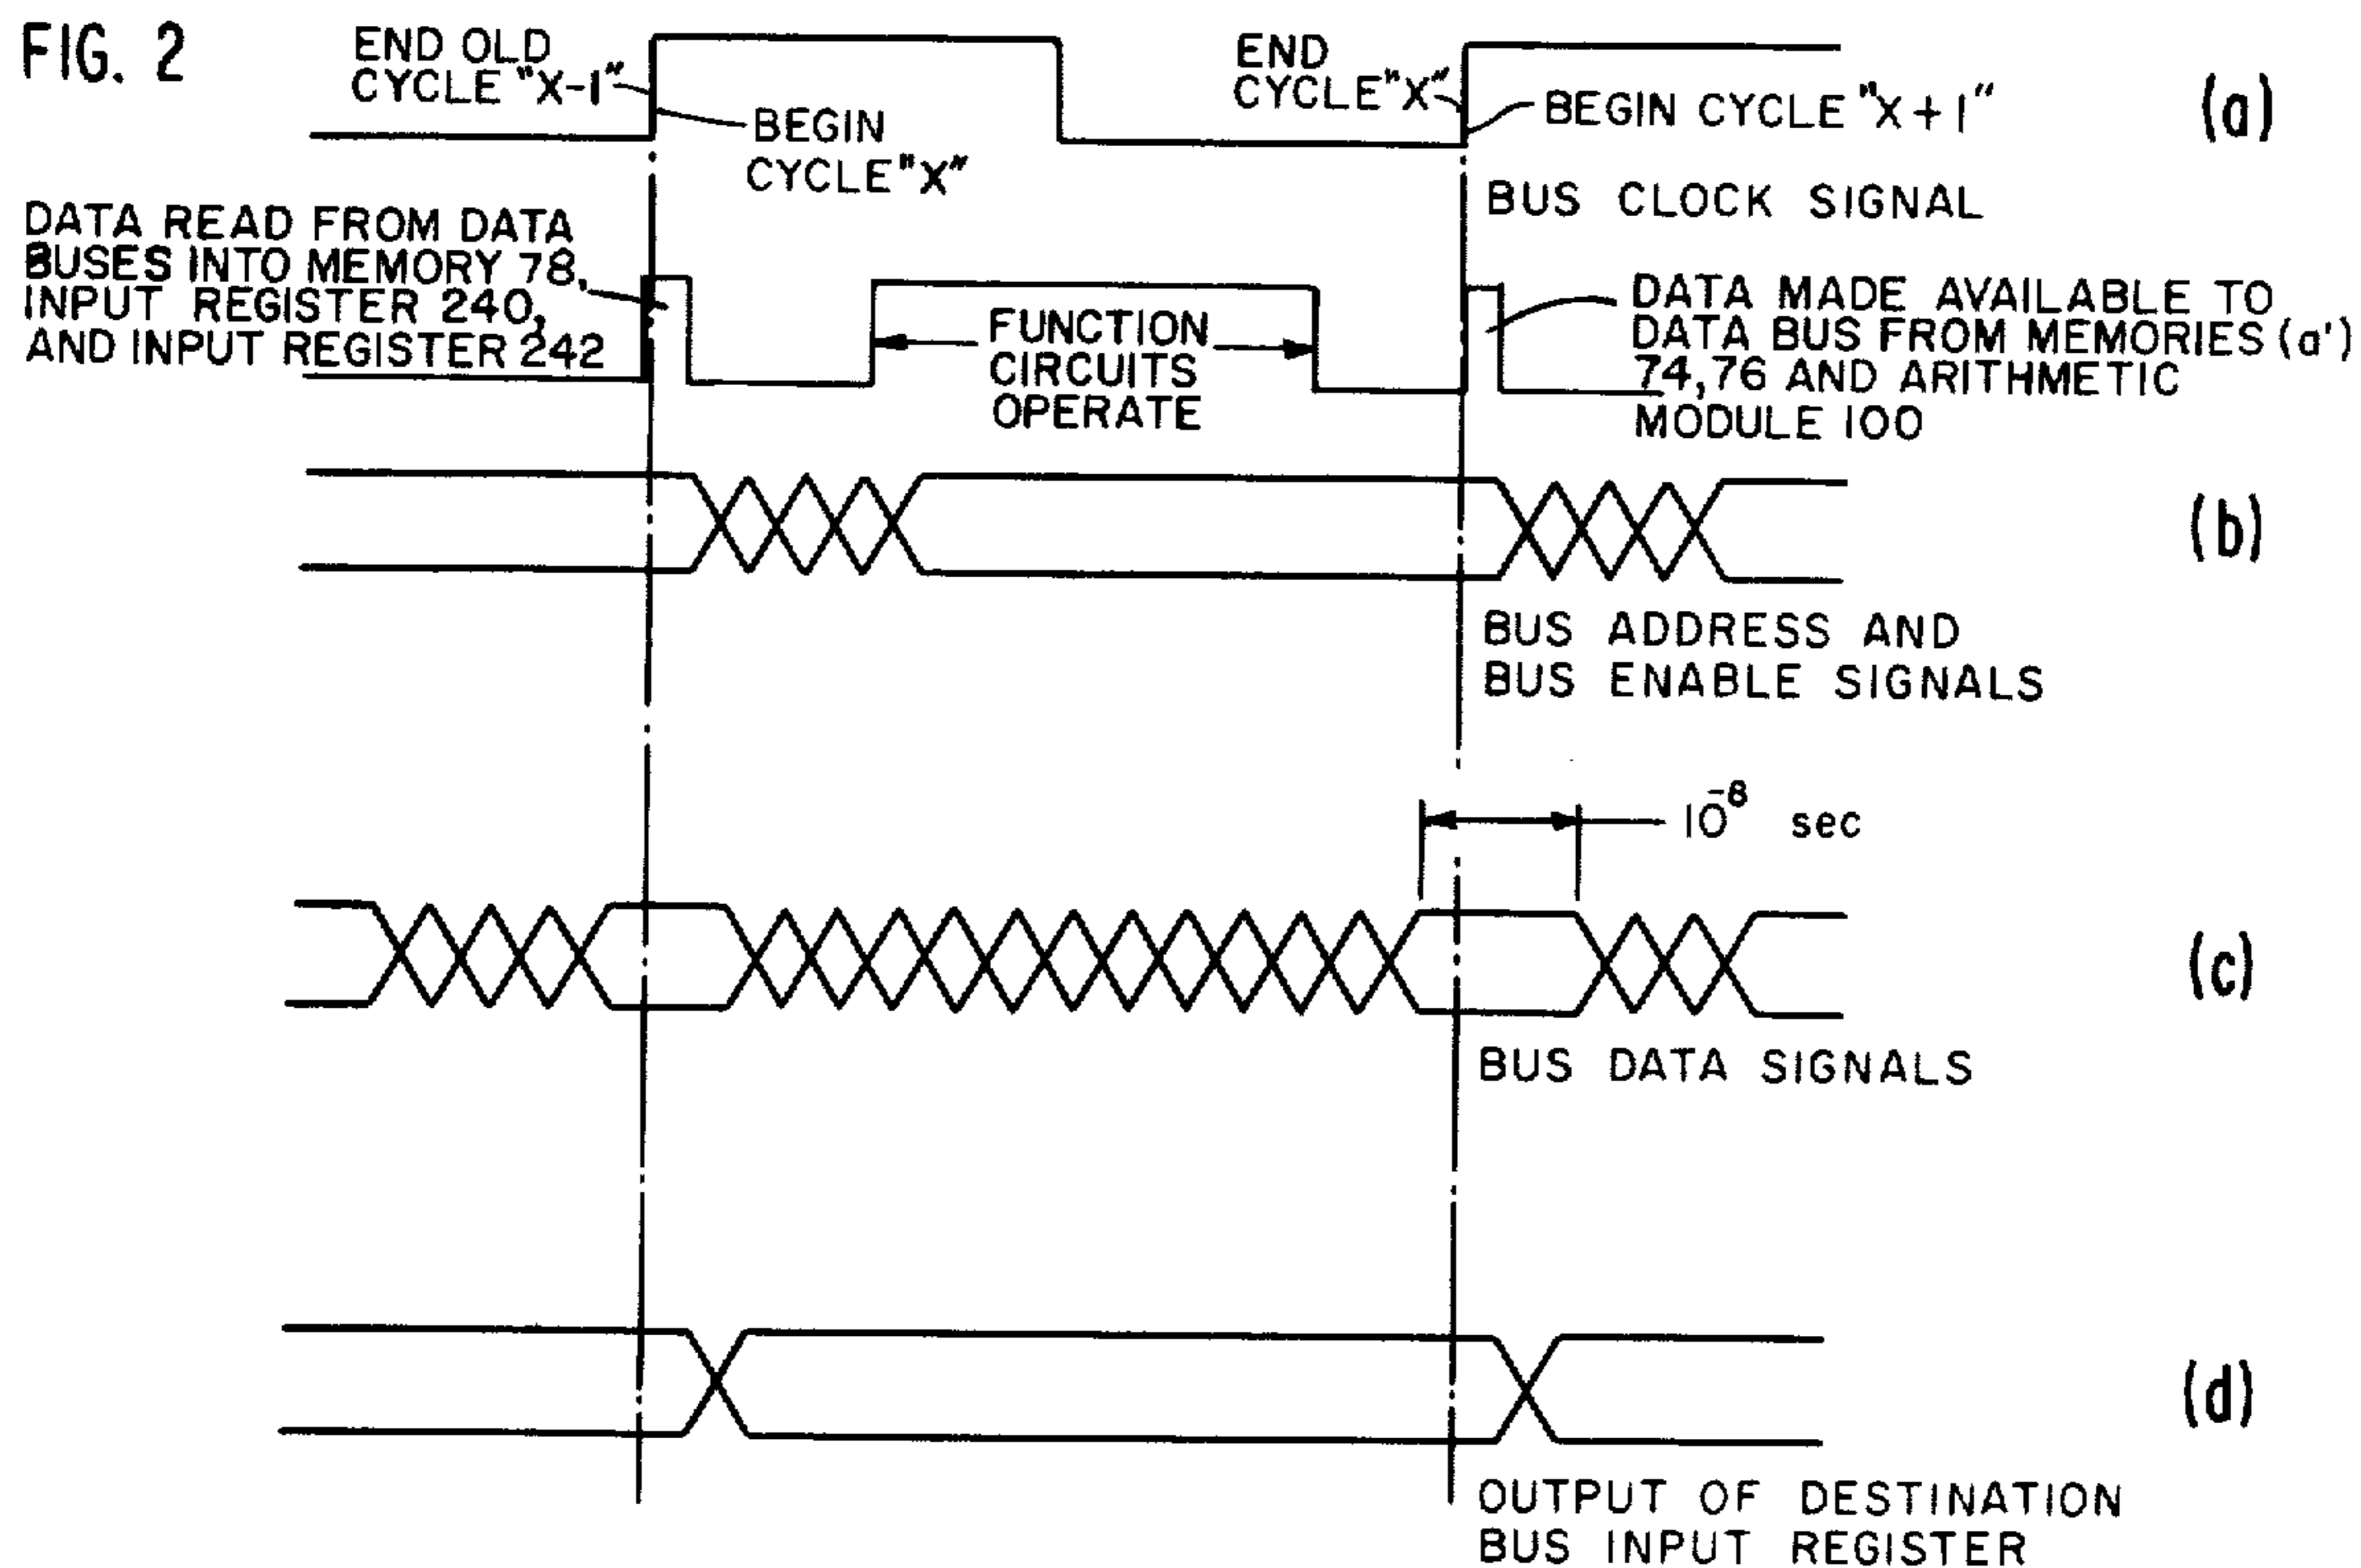 FIG. 2
END OLD
CYCLE "X-1"
BEGIN
CYCLE "X"
END
CYCLE "X"
BEGIN CYCLE "X+1"
(a)
BUS CLOCK SIGNAL
DATA READ FROM DATA
BUSES INTO MEMORY 78,
INPUT REGISTER 240,
AND INPUT REGISTER 242
FUNCTION
CIRCUITS
OPERATE
DATA MADE AVAILABLE TO
DATA BUS FROM MEMORIES (a')
74,76 AND ARITHMETIC
MODULE 100
(b)
BUS ADDRESS AND
BUS ENABLE SIGNALS
10⁻⁸ sec
(c)
BUS DATA SIGNALS
(d)
OUTPUT OF DESTINATION
BUS INPUT REGISTER